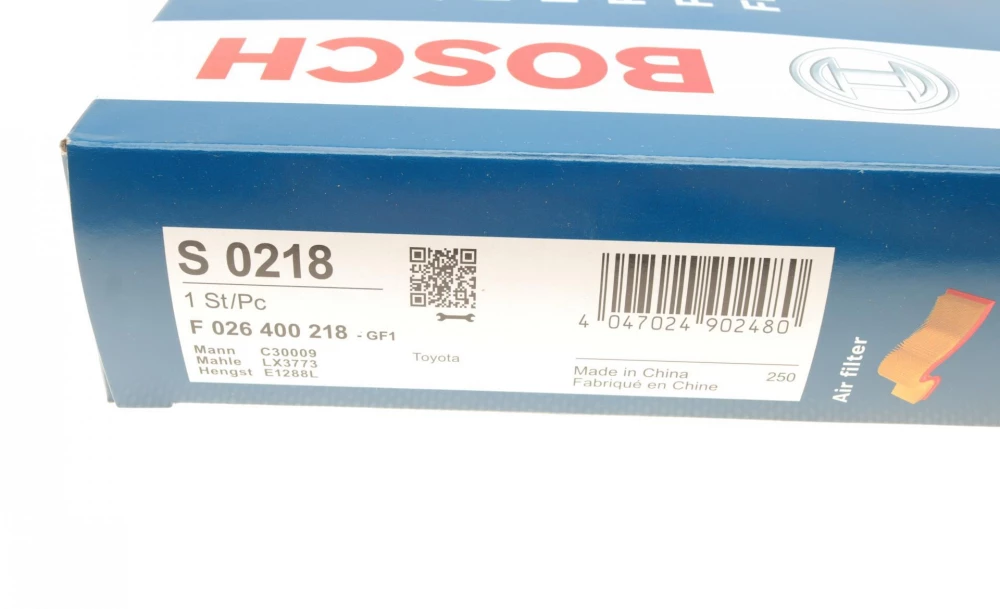 BOSCH
S 0218
1 St/Pc
F 026 400 218 - GF1
Mann C30009
Mahle LX3773
Hengst E1288L
Toyota
4 047024 902480
Made in China
Fabriqué en Chine
250
Air filter